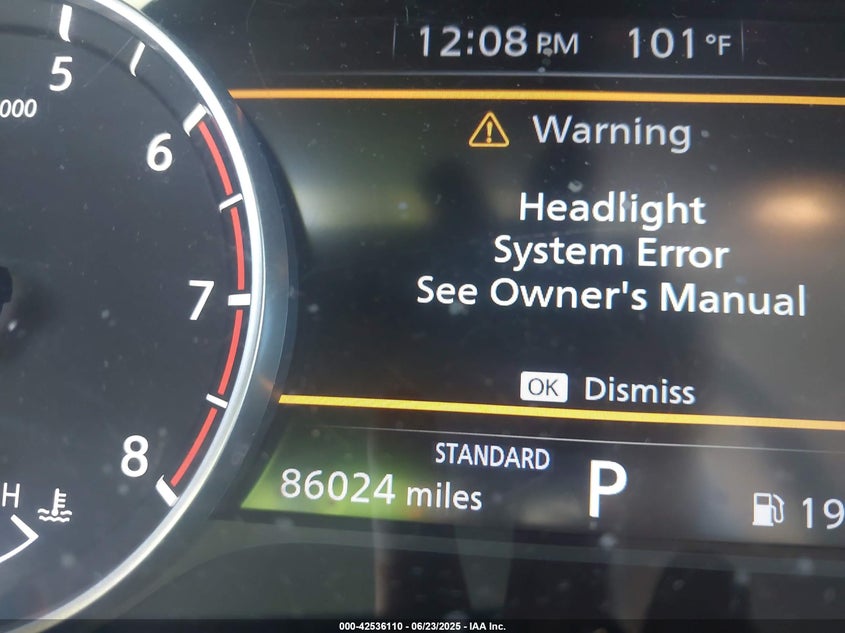 12:08 PM 101°F
5
000
6
Warning
Headlight
System Error
See Owner's Manual
7
OK Dismiss
8
STANDARD
86024 miles P
H
19
000-42536110 - 06/23/2025 - IAA Inc.